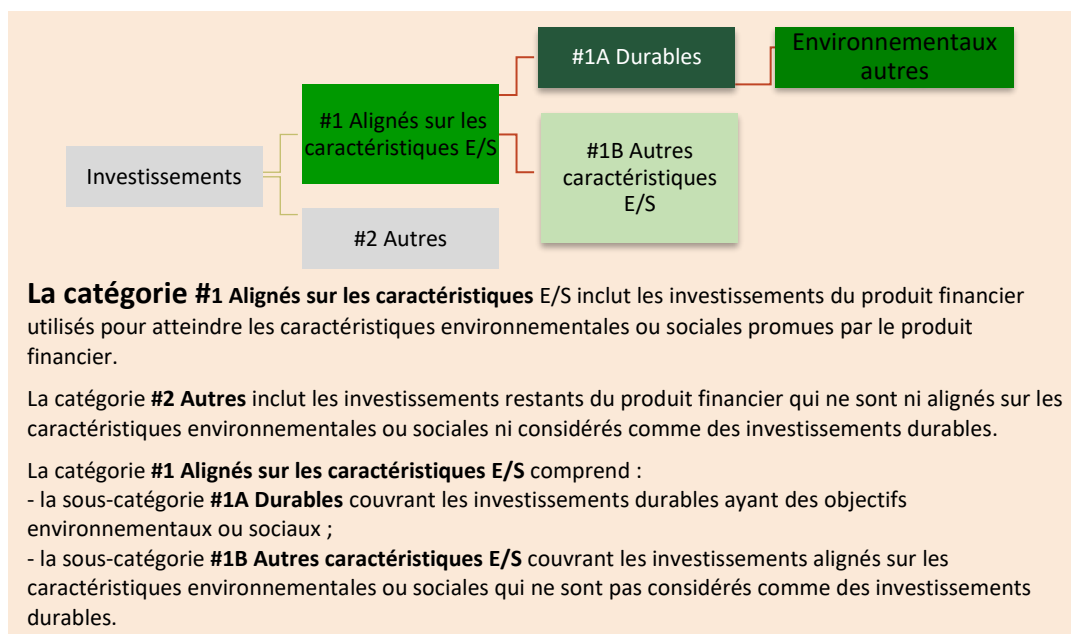 #1A Durables
Environnementaux
autres
#1 Alignés sur les
caractéristiques E/S
#1B Autres
caractéristiques
E/S
Investissements
#2 Autres
La catégorie #1 Alignés sur les caractéristiques E/S inclut les investissements du produit financier
utilisés pour atteindre les caractéristiques environnementales ou sociales promues par le produit
financier.
La catégorie #2 Autres inclut les investissements restants du produit financier qui ne sont ni alignés sur les
caractéristiques environnementales ou sociales ni considérés comme des investissements durables.
La catégorie #1 Alignés sur les caractéristiques E/S comprend :
- la sous-catégorie #1A Durables couvrant les investissements durables ayant des objectifs
environnementaux ou sociaux ;
- la sous-catégorie #1B Autres caractéristiques E/S couvrant les investissements alignés sur les
caractéristiques environnementales ou sociales qui ne sont pas considérés comme des investissements
durables.